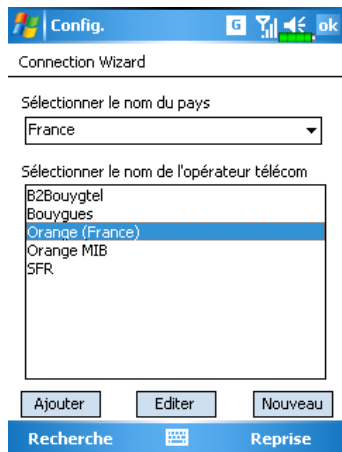 Config. G ok
Connection Wizard
Sélectionner le nom du pays
France
Sélectionner le nom de l'opérateur télécom
B2Bouygtel
Bouygues
Orange (France)
Orange MIB
SFR
Ajouter Editer Nouveau
Recherche Reprise